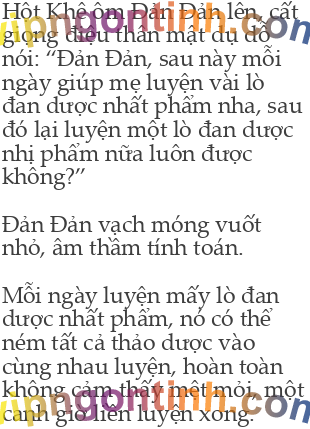 Hột Khê ôm Đản Đản lên, cất
giọng điệu thân mật dụ dỗ
nói: “Đản Đản, sau này mỗi
ngày giúp mẹ luyện vài lò
đan dược nhất phẩm nha, sau
đó lại luyện một lò đan dược
nhị phẩm nữa luôn được
không?”
Đản Đản vạch móng vuốt
nhỏ, âm thầm tính toán.
Mỗi ngày luyện mấy lò đan
dược nhất phẩm, nó có thể
ném tất cả thảo dược vào
cùng nhau luyện, hoàn toàn
không cảm thấy mệt mỏi, một
canh giờ liền luyện xong.
vipngontinh.com
vipngontinh.com